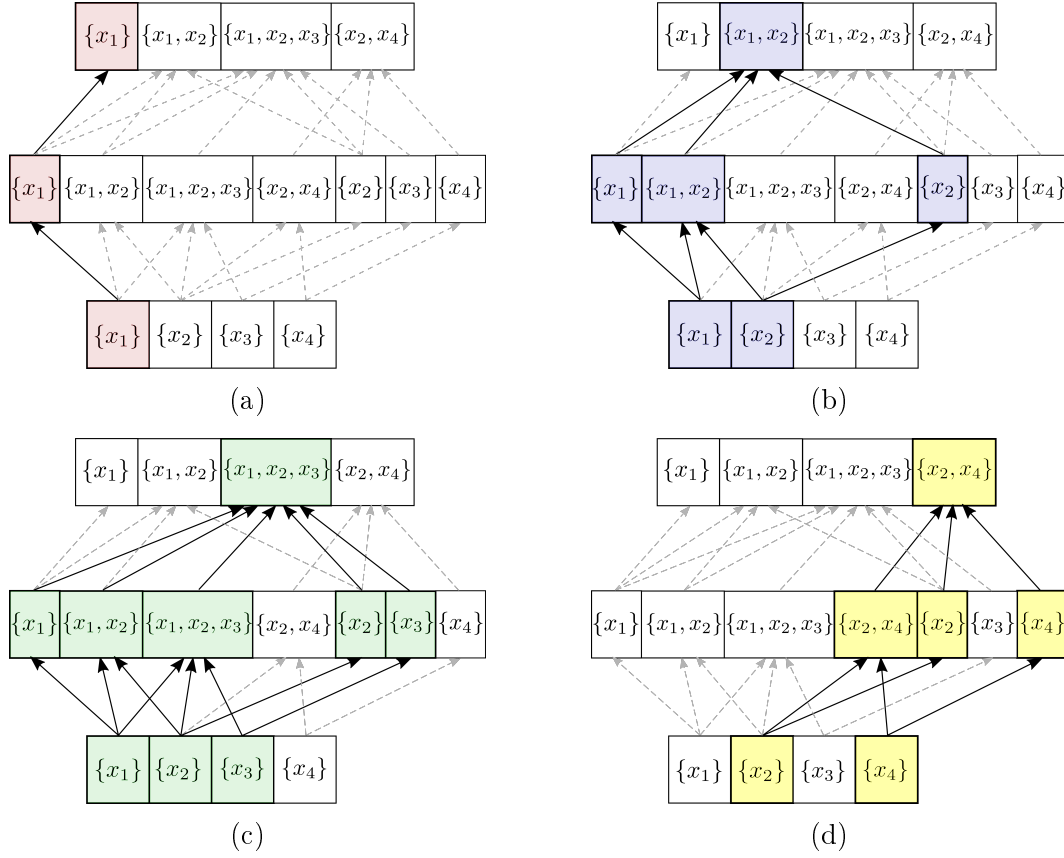 {x₁} {x₁, x₂} {x₁, x₂, x₃} {x₂, x₄}
{x₁} {x₁, x₂} {x₁, x₂, x₃} {x₂, x₄} {x₂} {x₃} {x₄}
{x₁} {x₂} {x₃} {x₄}
(a)
{x₁} {x₁, x₂} {x₁, x₂, x₃} {x₂, x₄}
{x₁} {x₁, x₂} {x₁, x₂, x₃} {x₂, x₄} {x₂} {x₃} {x₄}
{x₁} {x₂} {x₃} {x₄}
(b)
{x₁} {x₁, x₂} {x₁, x₂, x₃} {x₂, x₄}
{x₁} {x₁, x₂} {x₁, x₂, x₃} {x₂, x₄} {x₂} {x₃} {x₄}
{x₁} {x₂} {x₃} {x₄}
(c)
{x₁} {x₁, x₂} {x₁, x₂, x₃} {x₂, x₄}
{x₁} {x₁, x₂} {x₁, x₂, x₃} {x₂, x₄} {x₂} {x₃} {x₄}
{x₁} {x₂} {x₃} {x₄}
(d)